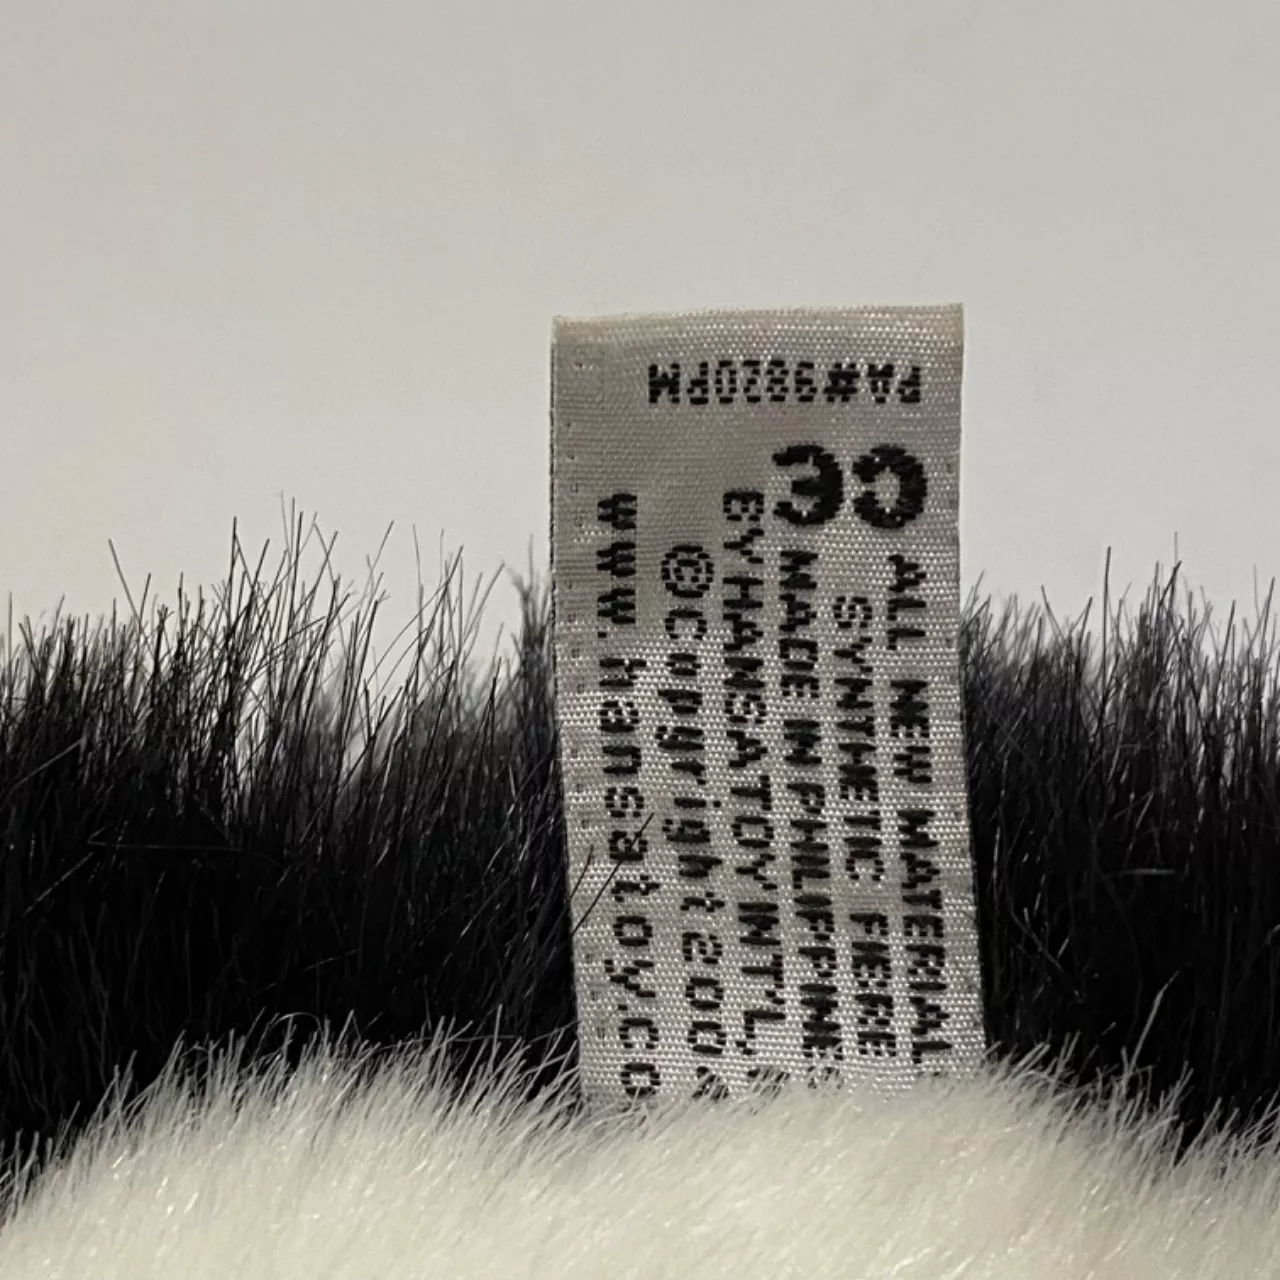 PA#9820PM
CE
ALL NEW MATERIAL
SYNTHETIC FIBRE
MADE IN PHILIPPINES
BY HANSA TOY INT'L.
©Copyright 200
www.hansatoy.co